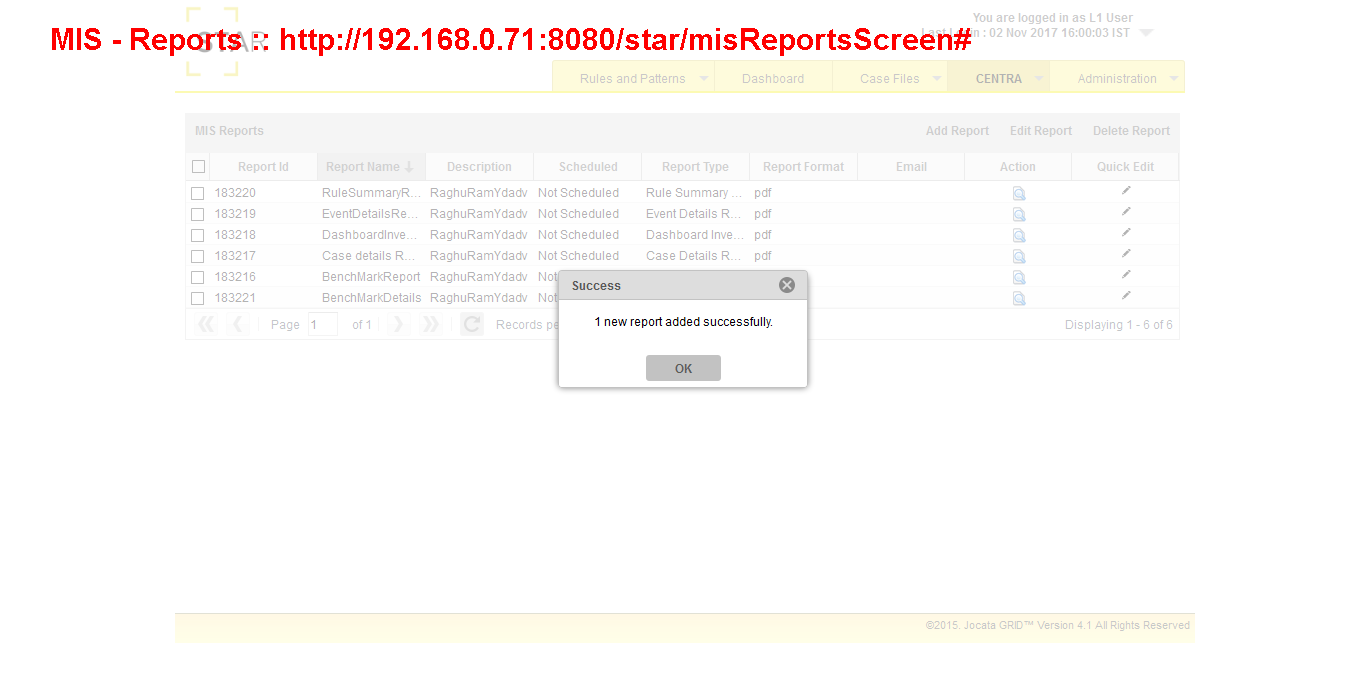 You are logged in as L1 User
MIS - Reports :: http://192.168.0.71:8080/star/misReportsScreen#
STAR
Last Login : 02 Nov 2017 16:00:03 IST
Rules and Patterns Dashboard Case Files CENTRA Administration
MIS Reports Add Report Edit Report Delete Report
Report Id Report Name Description Scheduled Report Type Report Format Email Action Quick Edit
183220 RuleSummaryR... RaghuRamYdadv Not Scheduled Rule Summary ... pdf
183219 EventDetailsRe... RaghuRamYdadv Not Scheduled Event Details R... pdf
183218 DashboardInve... RaghuRamYdadv Not Scheduled Dashboard Inve... pdf
183217 Case details R... RaghuRamYdadv Not Scheduled Case Details R... pdf
183216 BenchMarkReport RaghuRamYdadv Not
183221 BenchMarkDetails RaghuRamYdadv Not
Page 1 of 1 Records pe Displaying 1 - 6 of 6
Success
1 new report added successfully.
OK
©2015. Jocata GRID™ Version 4.1 All Rights Reserved